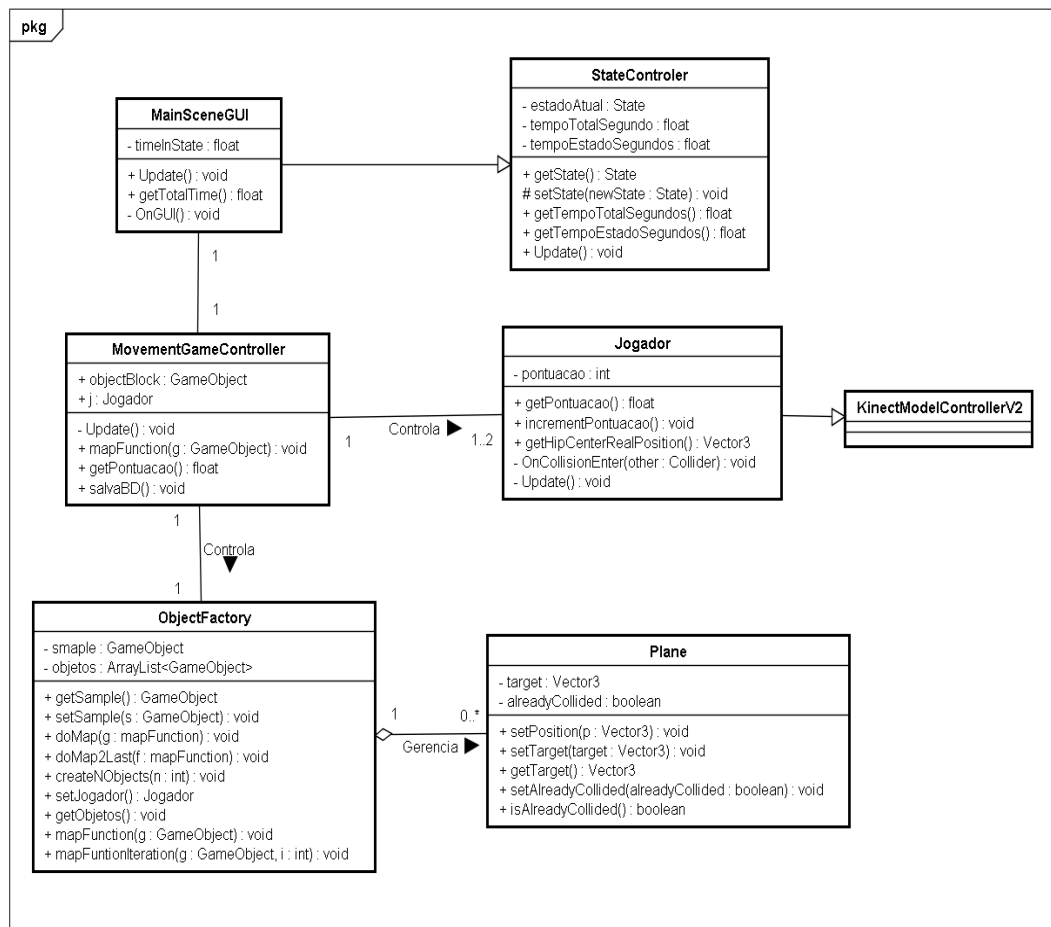 pkg
StateControler
- estadoAtual : State
- tempoTotalSegundo : float
- tempoEstadoSegundos : float
+ getState() : State
# setState(newState : State) : void
+ getTempoTotalSegundos() : float
+ getTempoEstadoSegundos() : float
+ Update() : void
MainSceneGUI
- timeInState : float
+ Update() : void
+ getTotalTime() : float
- OnGUI() : void
1
1
MovementGameController
+ objectBlock : GameObject
+ j : Jogador
- Update() : void
+ mapFunction(g : GameObject) : void
+ getPontuacao() : float
+ salvaBD() : void
1
Controla
1..2
Jogador
- pontuacao : int
+ getPontuacao() : float
+ incrementPontuacao() : void
+ getHipCenterRealPosition() : Vector3
- OnCollisionEnter(other : Collider) : void
- Update() : void
KinectModelControllerV2
1
Controla
1
ObjectFactory
- smaple : GameObject
- objetos : ArrayList<GameObject>
+ getSample() : GameObject
+ setSample(s : GameObject) : void
+ doMap(g : mapFunction) : void
+ doMap2Last(f : mapFunction) : void
+ createNObjects(n : int) : void
+ setJogador() : Jogador
+ getObjetos() : void
+ mapFunction(g : GameObject) : void
+ mapFuntionIteration(g : GameObject, i : int) : void
1
0..*
Gerencia
Plane
- target : Vector3
- alreadyCollided : boolean
+ setPosition(p : Vector3) : void
+ setTarget(target : Vector3) : void
+ getTarget() : Vector3
+ setAlreadyCollided(alreadyCollided : boolean) : void
+ isAlreadyCollided() : boolean